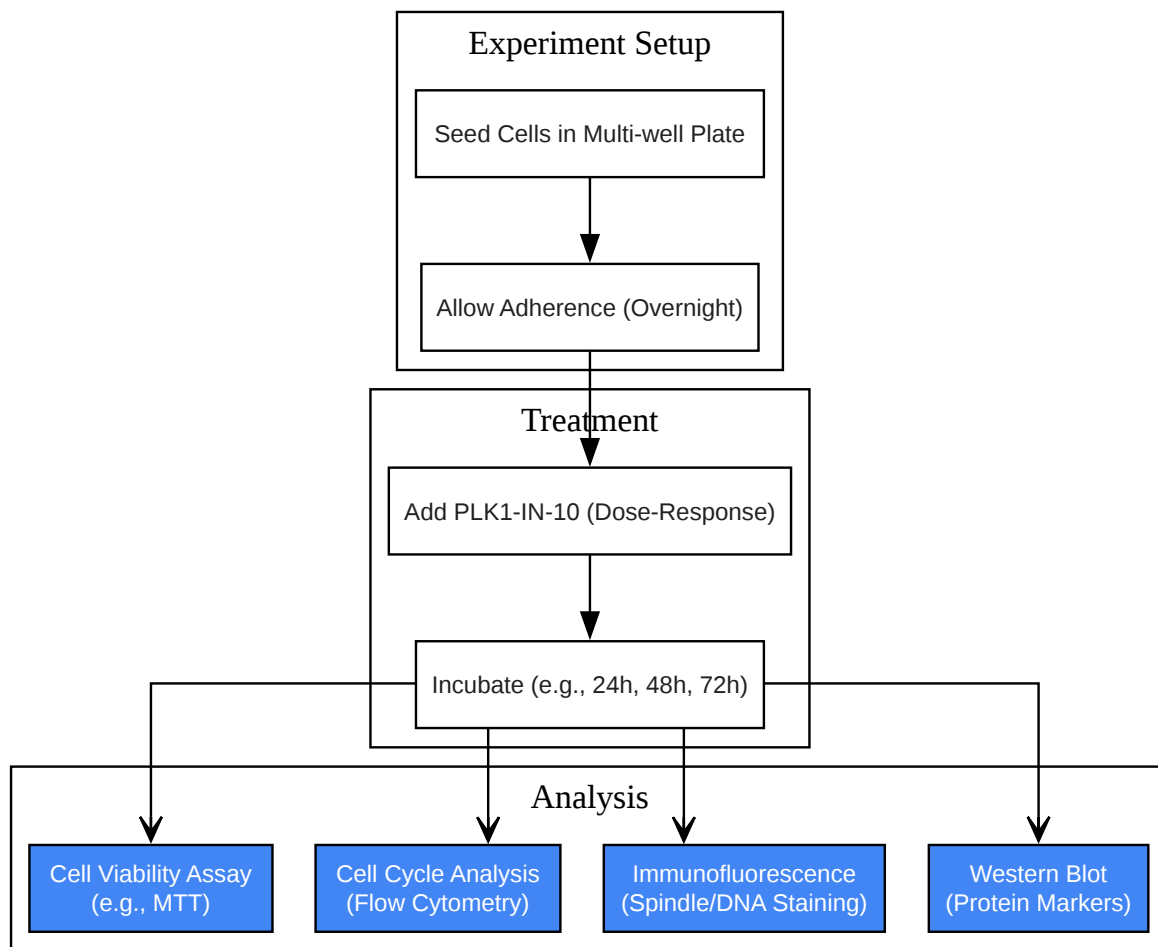 Experiment Setup
Seed Cells in Multi-well Plate
Allow Adherence (Overnight)
Treatment
Add PLK1-IN-10 (Dose-Response)
Incubate (e.g., 24h, 48h, 72h)
Analysis
Cell Viability Assay
(e.g., MTT)
Cell Cycle Analysis
(Flow Cytometry)
Immunofluorescence
(Spindle/DNA Staining)
Western Blot
(Protein Markers)